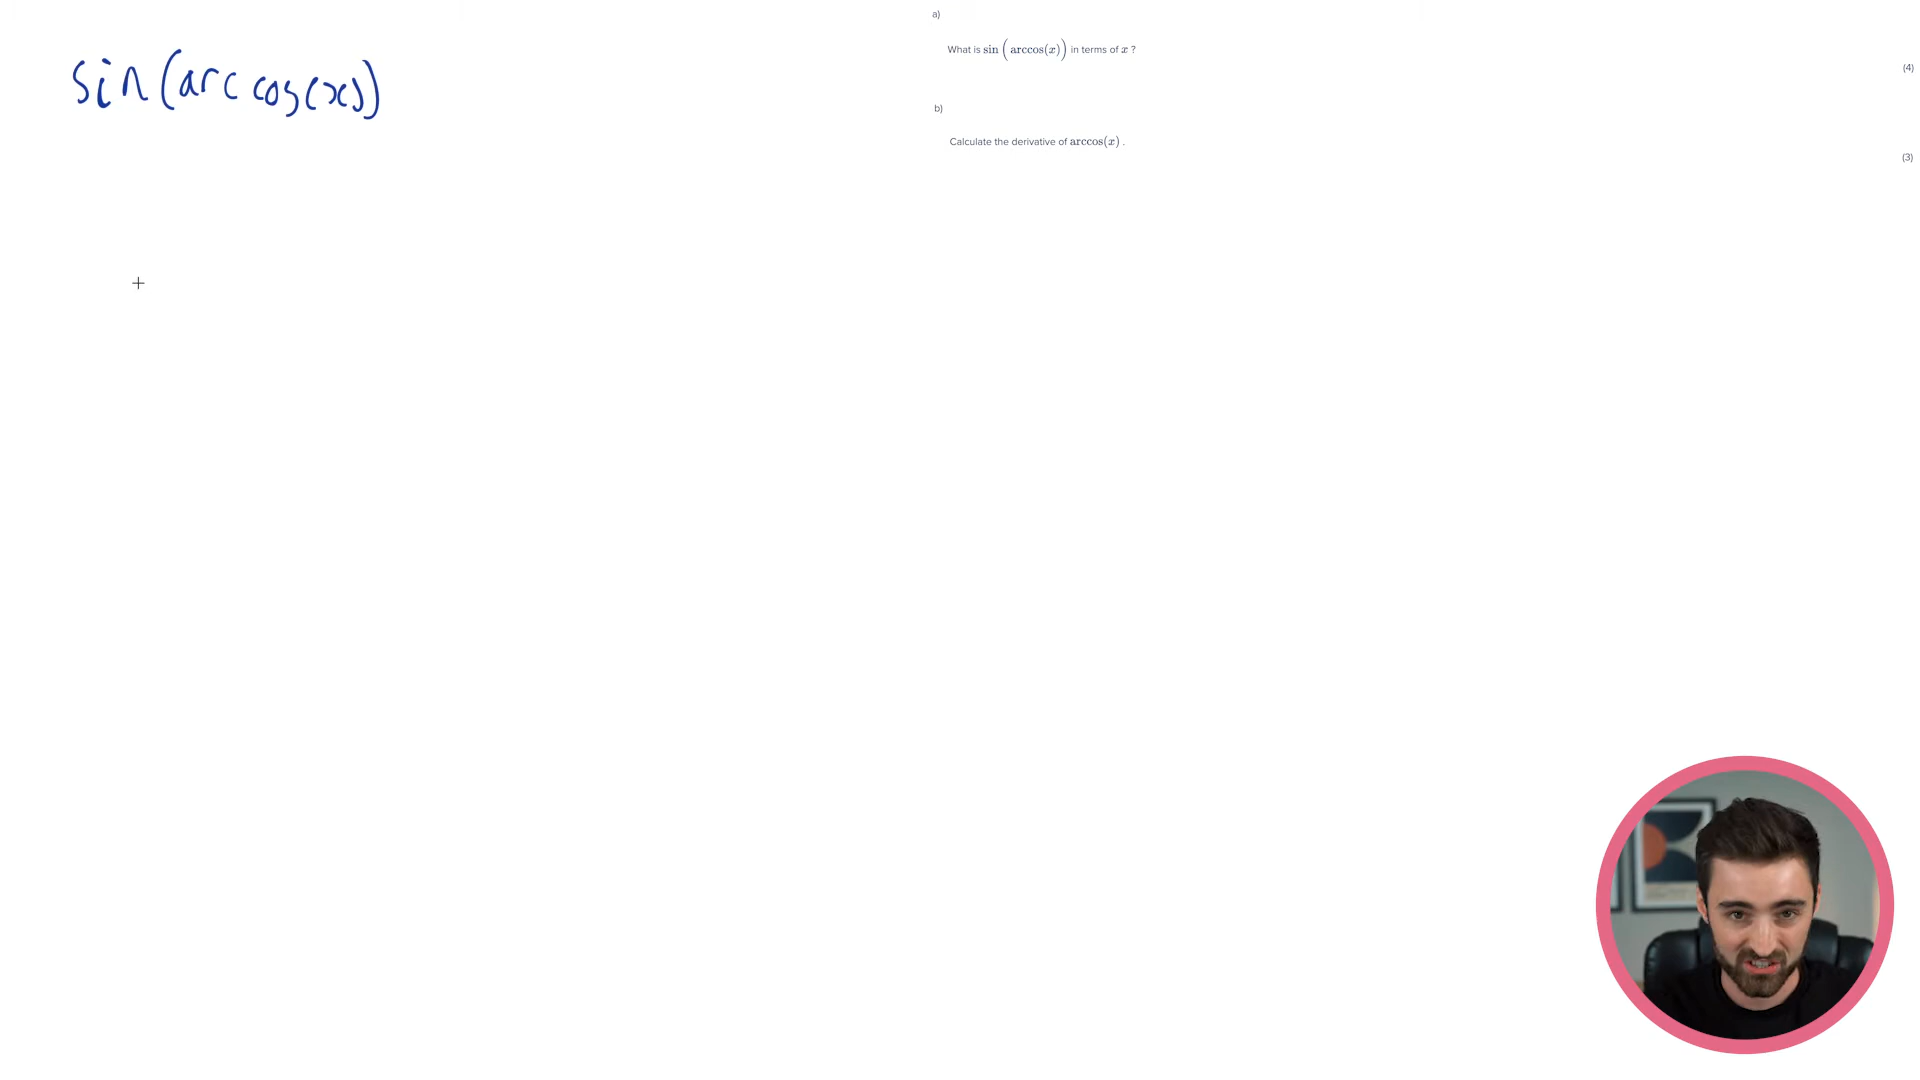 sin(arccos(x))
a)
What is sin (arccos(x)) in terms of x ?
(4)
b)
Calculate the derivative of arccos(x) .
(3)